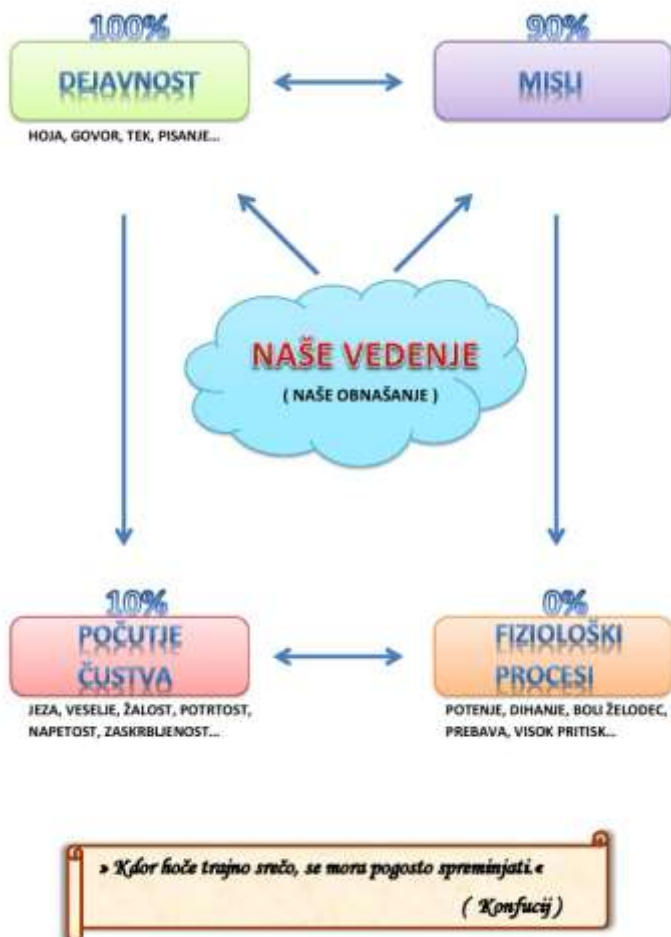 100%
90%
DEJAVNOST
MISLI
HOJA, GOVOR, TEK, PISANJE...
NAŠE VEDENJE
( NAŠE OBNAŠANJE )
10%
0%
POČUTJE
ČUSTVA
FIZIOLOŠKI
PROCESI
JEZA, VESELJE, ŽALOST, POTRTOST,
NAPETOST, ZASKRBLJENOST...
POTENJE, DIHANJE, BOLI ŽELODEC,
PREBAVA, VISOK PRITISK...
» Kdor hoče trajno srečo, se mora pogosto spreminjati.«
( Konfucij )